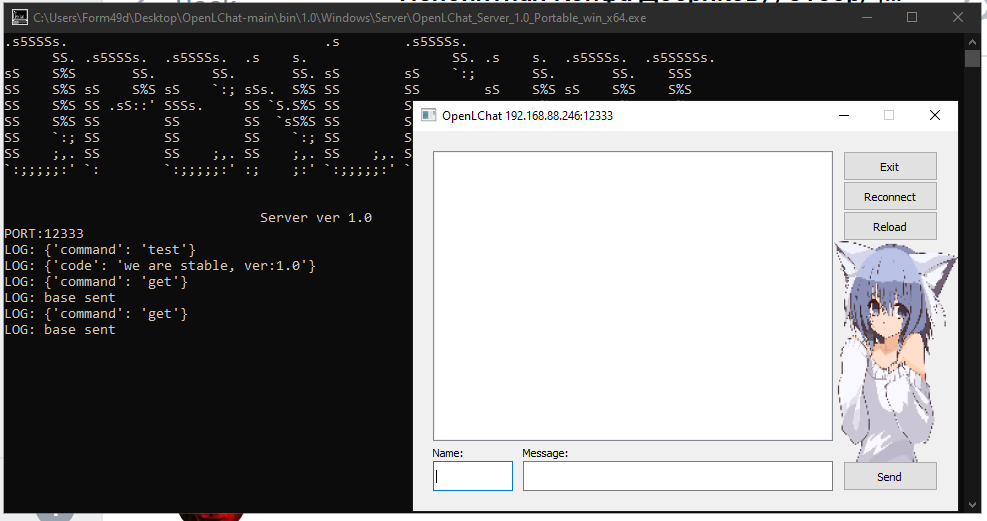 C:\Users\Form49d\Desktop\OpenLChat-main\bin\1.0\Windows\Server\OpenLChat_Server_1.0_Portable_win_x64.exe
OpenLChat 192.168.88.246:12333
Exit
Reconnect
Reload
Server ver 1.0
PORT:12333
LOG: {'command': 'test'}
LOG: {'code': 'we are stable, ver:1.0'}
LOG: {'command': 'get'}
LOG: base sent
LOG: {'command': 'get'}
LOG: base sent
Name:
Message:
Send